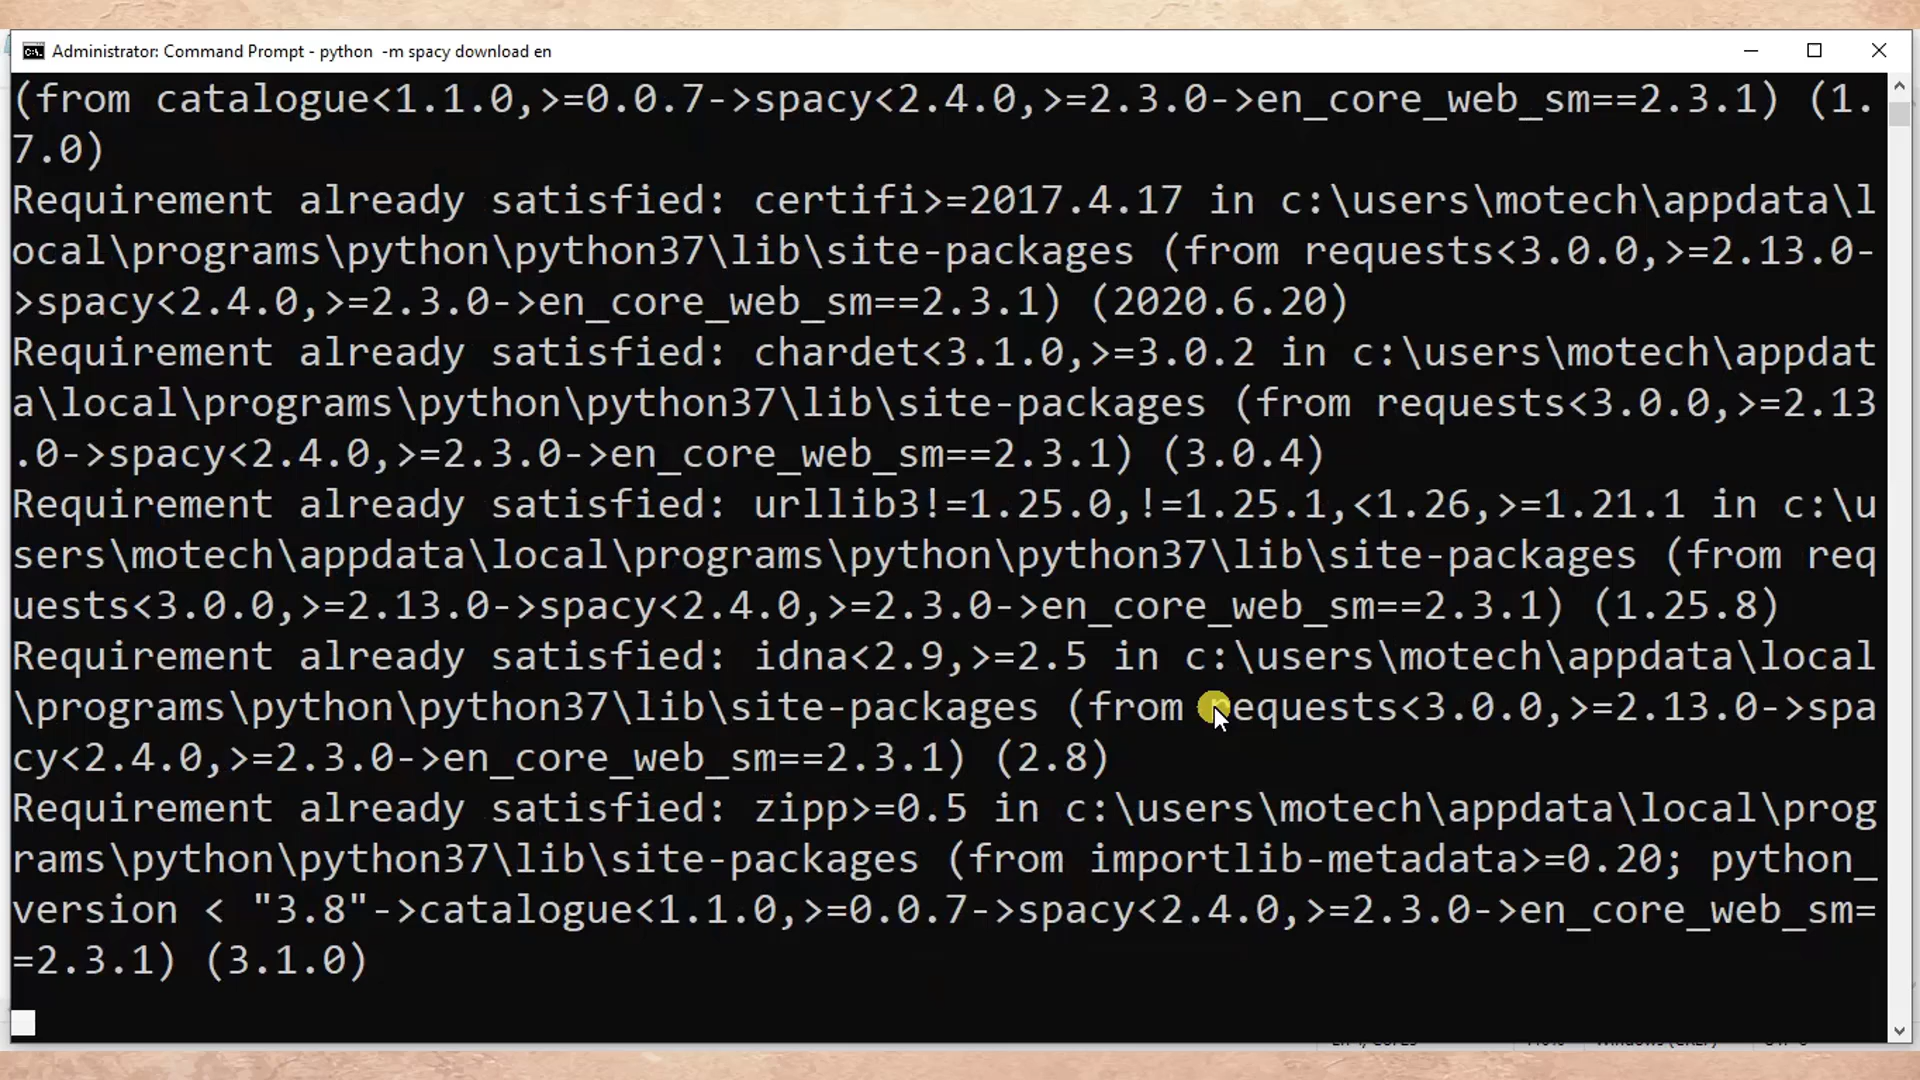 Administrator: Command Prompt - python  -m spacy download en
(from catalogue<1.1.0,>=0.0.7->spacy<2.4.0,>=2.3.0->en_core_web_sm==2.3.1) (1.
7.0)
Requirement already satisfied: certifi>=2017.4.17 in c:\users\motech\appdata\l
ocal\programs\python\python37\lib\site-packages (from requests<3.0.0,>=2.13.0-
>spacy<2.4.0,>=2.3.0->en_core_web_sm==2.3.1) (2020.6.20)
Requirement already satisfied: chardet<3.1.0,>=3.0.2 in c:\users\motech\appdat
a\local\programs\python\python37\lib\site-packages (from requests<3.0.0,>=2.13
.0->spacy<2.4.0,>=2.3.0->en_core_web_sm==2.3.1) (3.0.4)
Requirement already satisfied: urllib3!=1.25.0,!=1.25.1,<1.26,>=1.21.1 in c:\u
sers\motech\appdata\local\programs\python\python37\lib\site-packages (from req
uests<3.0.0,>=2.13.0->spacy<2.4.0,>=2.3.0->en_core_web_sm==2.3.1) (1.25.8)
Requirement already satisfied: idna<2.9,>=2.5 in c:\users\motech\appdata\local
\programs\python\python37\lib\site-packages (from requests<3.0.0,>=2.13.0->spa
cy<2.4.0,>=2.3.0->en_core_web_sm==2.3.1) (2.8)
Requirement already satisfied: zipp>=0.5 in c:\users\motech\appdata\local\prog
rams\python\python37\lib\site-packages (from importlib-metadata>=0.20; python_
version < "3.8"->catalogue<1.1.0,>=0.0.7->spacy<2.4.0,>=2.3.0->en_core_web_sm=
=2.3.1) (3.1.0)